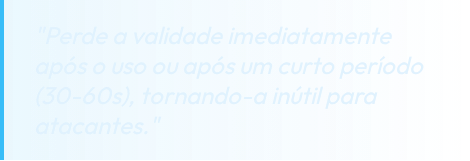 "Perde a validade imediatamente
após o uso ou após um curto período
(30-60s), tornando-a inútil para
atacantes."